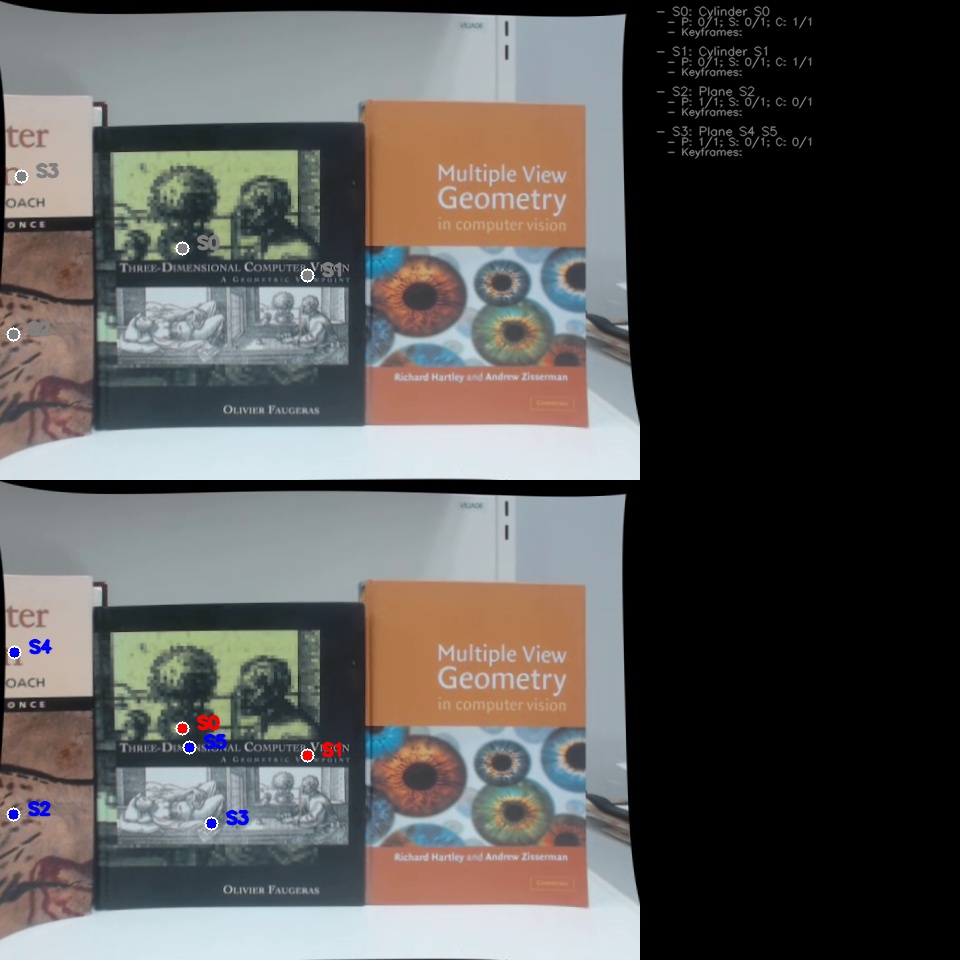 S0: Cylinder S0
P: 0/1; S: 0/1; C: 1/1
Keyframes:
S1: Cylinder S1
P: 0/1; S: 0/1; C: 1/1
Keyframes:
S2: Plane S2
P: 1/1; S: 0/1; C: 0/1
Keyframes:
S3: Plane S4 S5
P: 1/1; S: 0/1; C: 0/1
Keyframes:
VILIADE
ter
n
OACH
ONCE
S3
S0
S1
THREE-DIMENSIONAL COMPUTER VISION
A GEOMETRIC VIEWPOINT
OLIVIER FAUGERAS
Multiple View
Geometry
in computer vision
Richard Hartley and Andrew Zisserman
CAMBRIDGE
ter
n
OACH
ONCE
S4
S2
S0
S5
S1
S3
THREE-DIMENSIONAL COMPUTER VISION
A GEOMETRIC VIEWPOINT
OLIVIER FAUGERAS
Multiple View
Geometry
in computer vision
Richard Hartley and Andrew Zisserman
CAMBRIDGE